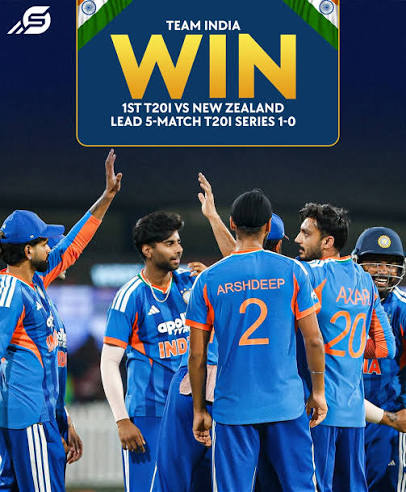 TEAM INDIA
WIN
1ST T20I VS NEW ZEALAND
LEAD 5-MATCH T20I SERIES 1-0
ARSHDEEP
2
AXAR
20
INDIA